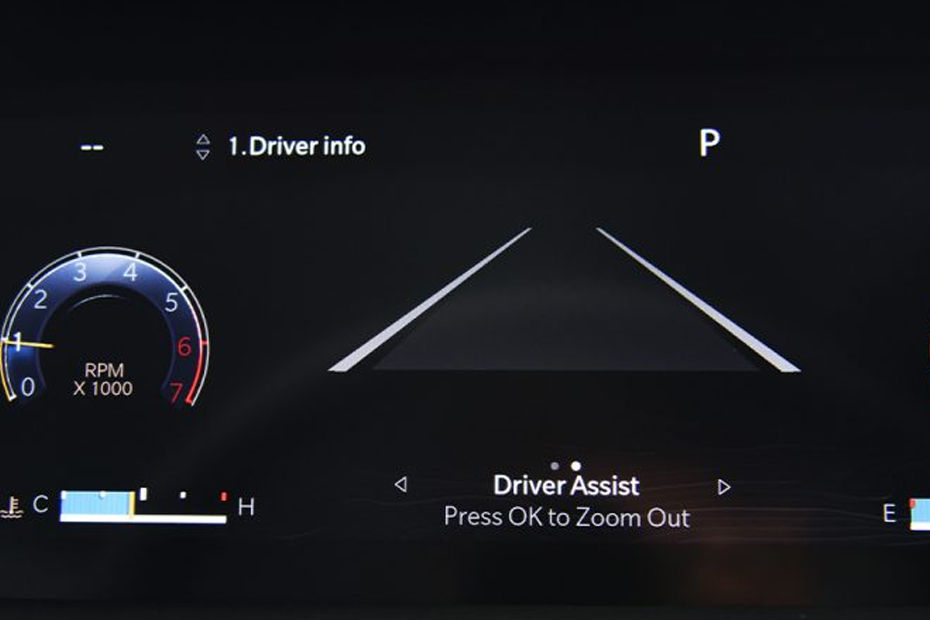 --
1.Driver info
P
3 4
2 5
1 6
0 7
RPM
X 1000
C H
Driver Assist
Press OK to Zoom Out
E